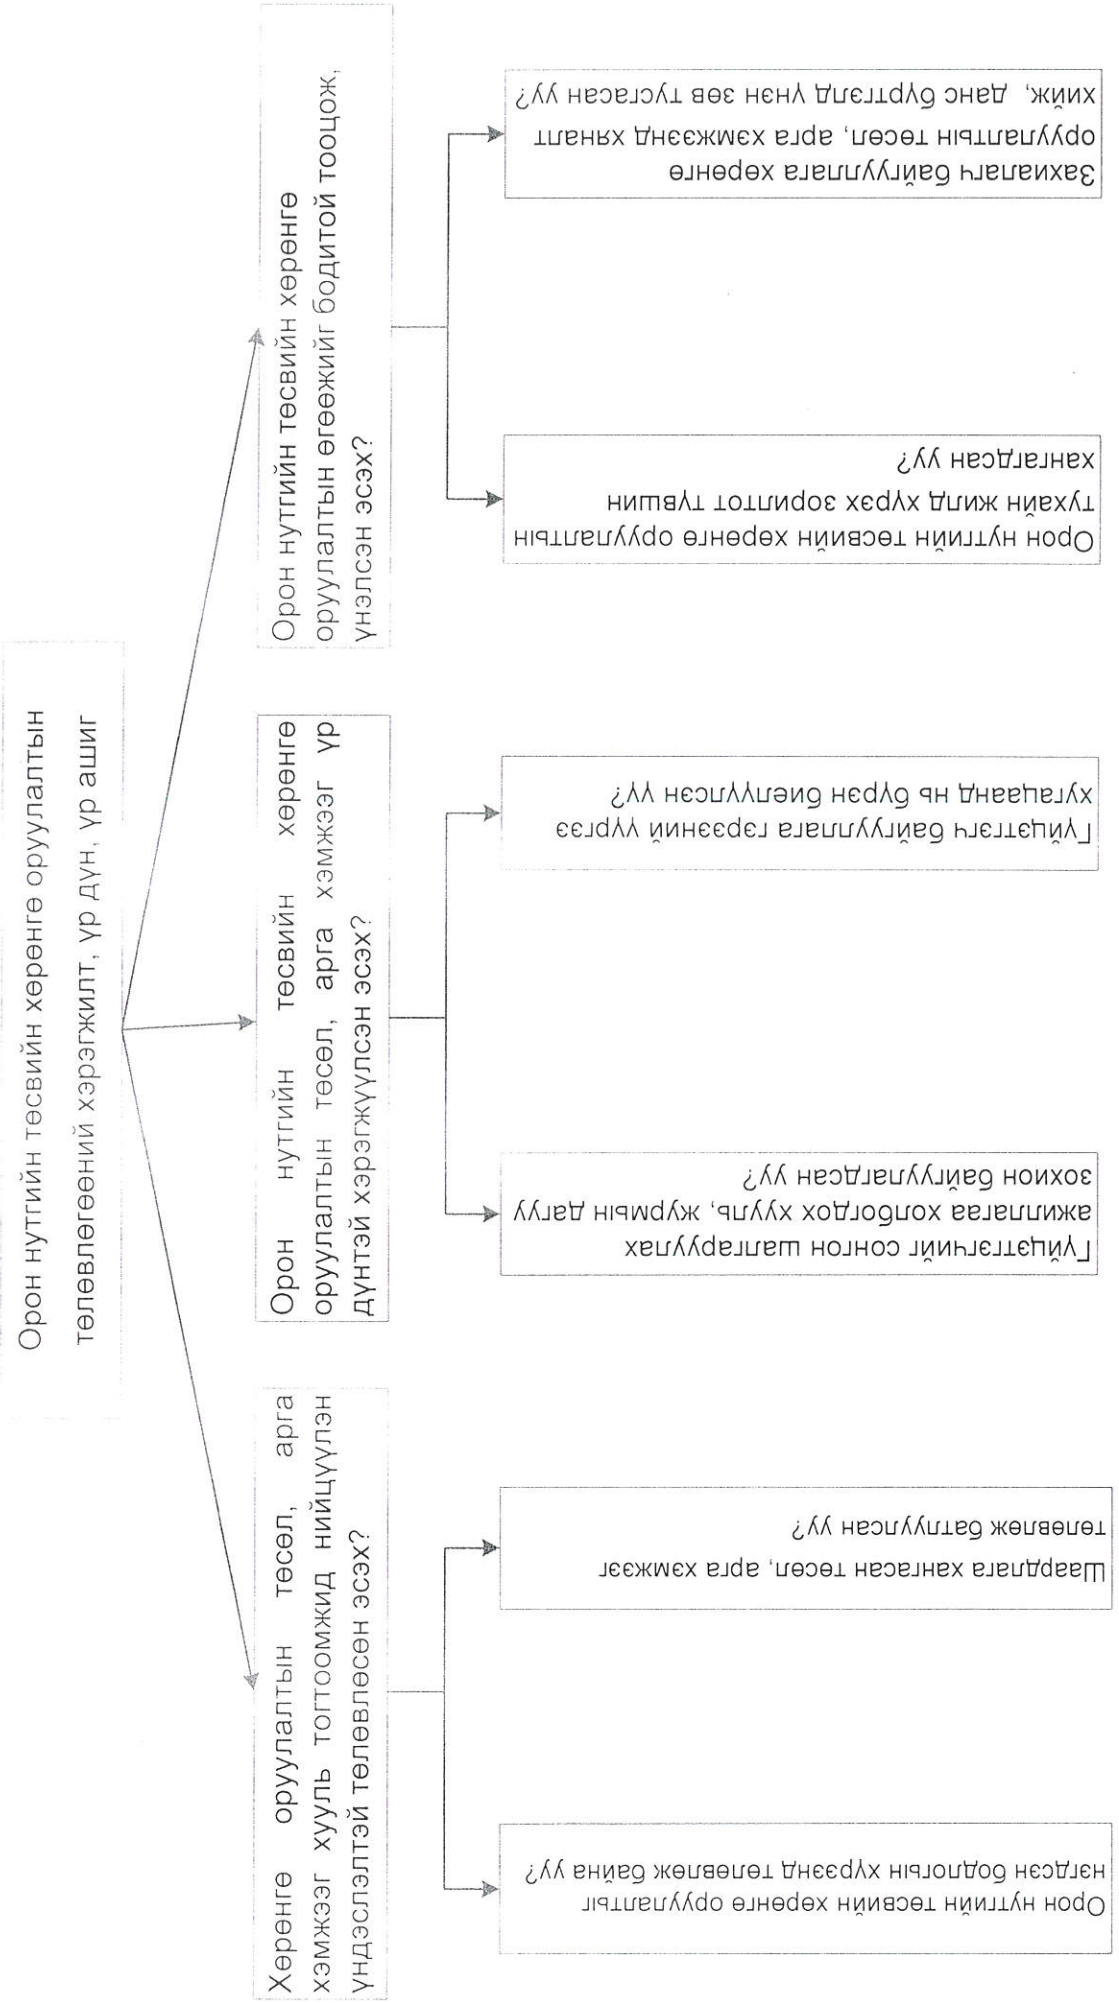 Орон нутгийн төсвийн хөрөнгө оруулалтын
төлөвлөгөөний хэрэгжилт, үр дүн, үр ашиг
Хөрөнгө оруулалтын төсөл, арга
хэмжээг хууль тогтоомжид нийцүүлэн
үндэслэлтэй төлөвлөсөн эсэх?
Орон нутгийн төсвийн хөрөнгө
оруулалтын төсөл, арга хэмжээг үр
дүнтэй хэрэгжүүлсэн эсэх?
Орон нутгийн төсвийн хөрөнгө
оруулалтын өгөөжийг бодитой тооцож,
үнэлсэн эсэх?
Орон нутгийн төсвийн хөрөнгө оруулалтыг
нэгдсэн бодлогын хүрээнд төлөвлөж байна уу?
Шаардлага хангасан төсөл, арга хэмжээг
төлөвлөж батлуулсан уу?
Гүйцэтгэгчийг сонгон шалгаруулах
ажиллагаа холбогдох хууль, журмын дагуу
зохион байгуулагдсан уу?
Гүйцэтгэгч байгууллага гэрээний үүргээ
хугацаанд нь бүрэн биелүүлсэн үү?
Орон нутгийн төсвийн хөрөнгө оруулалтын
тухайн жилд хүрэх зорилтот түвшин
хангагдсан уу?
Захиалагч байгууллага хөрөнгө
оруулалтын төсөл, арга хэмжээнд хяналт
хийж, данс бүртгэлд үнэн зөв тусгасан уу?